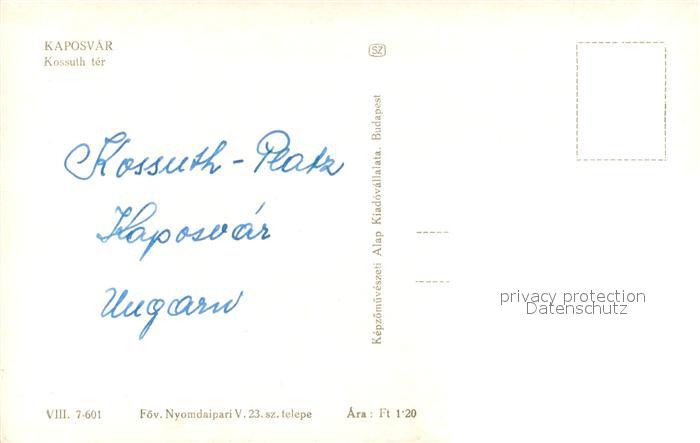 KAPOSVÁR
Kossuth tér
SZ
Kossuth-Platz
Kaposvár
Ungarn
Képzőművészeti Alap Kiadóvállalata, Budapest
privacy protection
Datenschutz
VIII. 7-601 Főv. Nyomdaipari V. 23. sz. telepe Ára: Ft 1·20